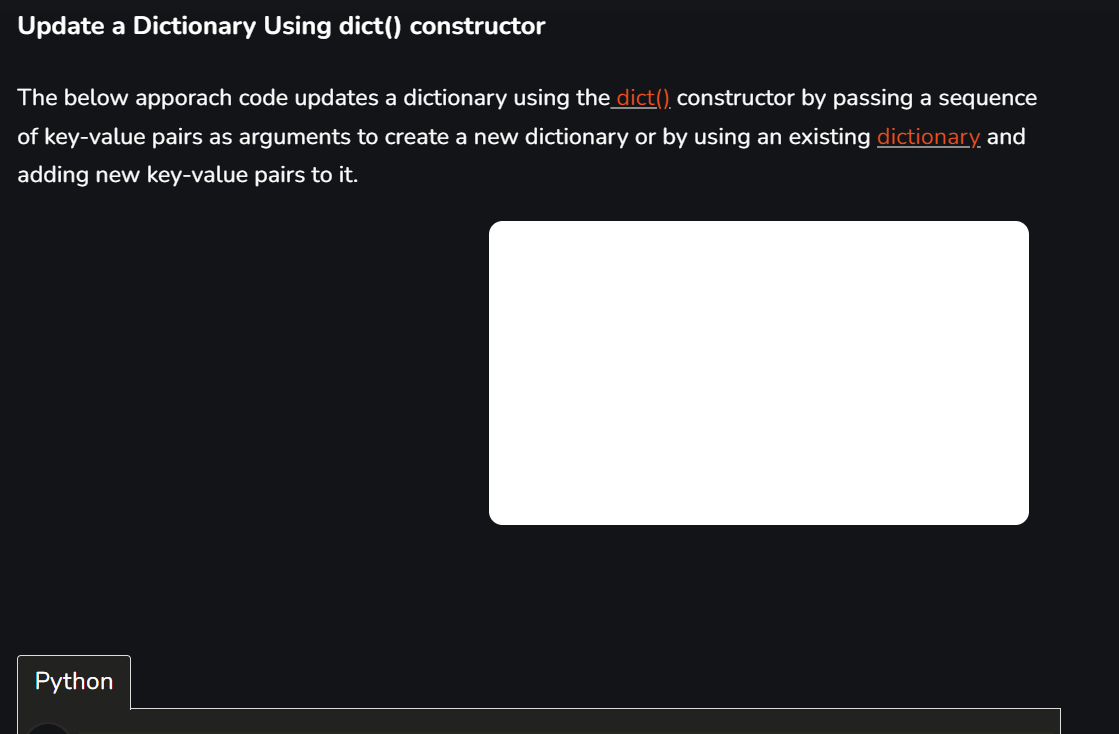 Update a Dictionary Using dict() constructor
The below apporach code updates a dictionary using the dict() constructor by passing a sequence
of key-value pairs as arguments to create a new dictionary or by using an existing dictionary and
adding new key-value pairs to it.
Python